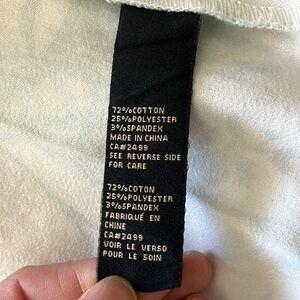 72%COTTON
25%POLYESTER
3%SPANDEX
MADE IN CHINA
CA#2499
SEE REVERSE SIDE
FOR CARE
72%COTON
25%POLYESTER
3%SPANDEX
FABRIQUÉ EN
CHINE
CA#2499
VOIR LE VERSO
POUR LE SOIN